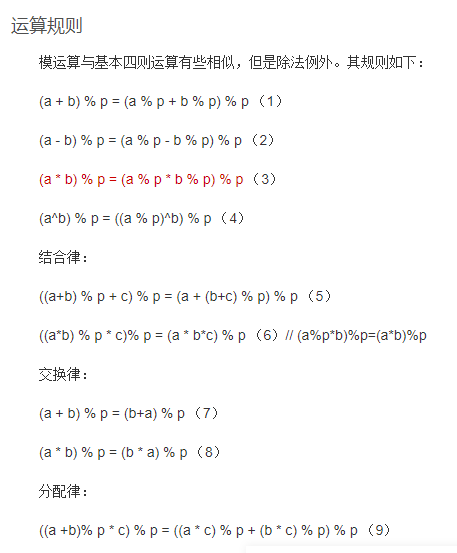 运算规则
模运算与基本四则运算有些相似，但是除法例外。其规则如下：
(a + b) % p = (a % p + b % p) % p （1）
(a - b) % p = (a % p - b % p) % p （2）
(a * b) % p = (a % p * b % p) % p （3）
(a^b) % p = ((a % p)^b) % p （4）
结合律：
((a+b) % p + c) % p = (a + (b+c) % p) % p （5）
((a*b) % p * c)% p = (a * b*c) % p （6）// (a%p*b)%p=(a*b)%p
交换律：
(a + b) % p = (b+a) % p （7）
(a * b) % p = (b * a) % p （8）
分配律：
((a +b)% p * c) % p = ((a * c) % p + (b * c) % p) % p （9）